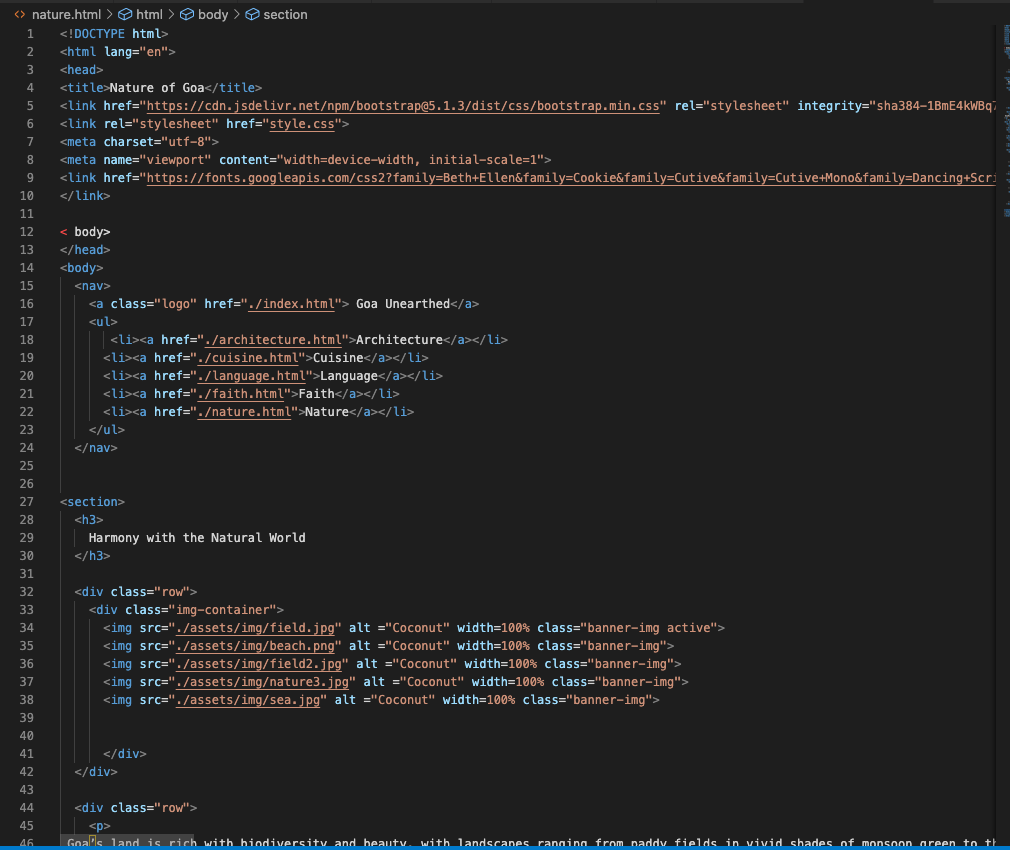 <> nature.html > html > body > section
1 <!DOCTYPE html>
2 <html lang="en">
3 <head>
4 <title>Nature of Goa</title>
5 <link href="https://cdn.jsdelivr.net/npm/bootstrap@5.1.3/dist/css/bootstrap.min.css" rel="stylesheet" integrity="sha384-1BmE4kWBq7
6 <link rel="stylesheet" href="style.css">
7 <meta charset="utf-8">
8 <meta name="viewport" content="width=device-width, initial-scale=1">
9 <link href="https://fonts.googleapis.com/css2?family=Beth+Ellen&family=Cookie&family=Cutive&family=Cutive+Mono&family=Dancing+Scri
10 </link>
11
12 < body>
13 </head>
14 <body>
15 <nav>
16 <a class="logo" href="./index.html"> Goa Unearthed</a>
17 <ul>
18 <li><a href="./architecture.html">Architecture</a></li>
19 <li><a href="./cuisine.html">Cuisine</a></li>
20 <li><a href="./language.html">Language</a></li>
21 <li><a href="./faith.html">Faith</a></li>
22 <li><a href="./nature.html">Nature</a></li>
23 </ul>
24 </nav>
25
26
27 <section>
28 <h3>
29 Harmony with the Natural World
30 </h3>
31
32 <div class="row">
33 <div class="img-container">
34 <img src="./assets/img/field.jpg" alt ="Coconut" width=100% class="banner-img active">
35 <img src="./assets/img/beach.png" alt ="Coconut" width=100% class="banner-img">
36 <img src="./assets/img/field2.jpg" alt ="Coconut" width=100% class="banner-img">
37 <img src="./assets/img/nature3.jpg" alt ="Coconut" width=100% class="banner-img">
38 <img src="./assets/img/sea.jpg" alt ="Coconut" width=100% class="banner-img">
39
40
41 </div>
42 </div>
43
44 <div class="row">
45 <p>
46 Goa's land is rich with biodiversity and beauty, with landscapes ranging from paddy fields in vivid shades of monsoon green to th